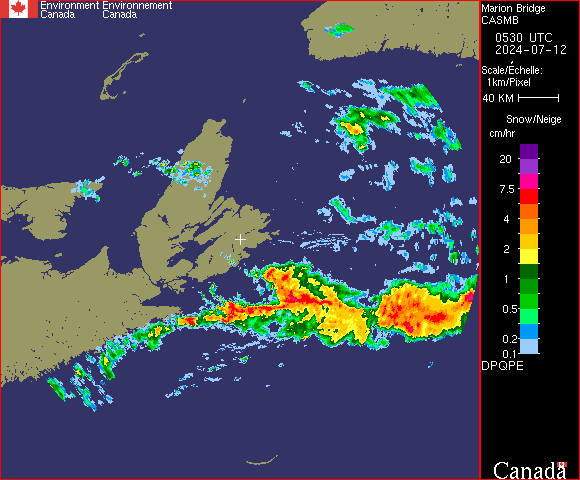 Environment Environnement
Canada Canada
Marion Bridge
CASMB
0530 UTC
2024-07-12
Scale/Echelle:
1km/Pixel
40 KM
Snow/Neige
cm/hr
20
7.5
4
2
1
0.5
0.2
0.1
DPQPE
Canada